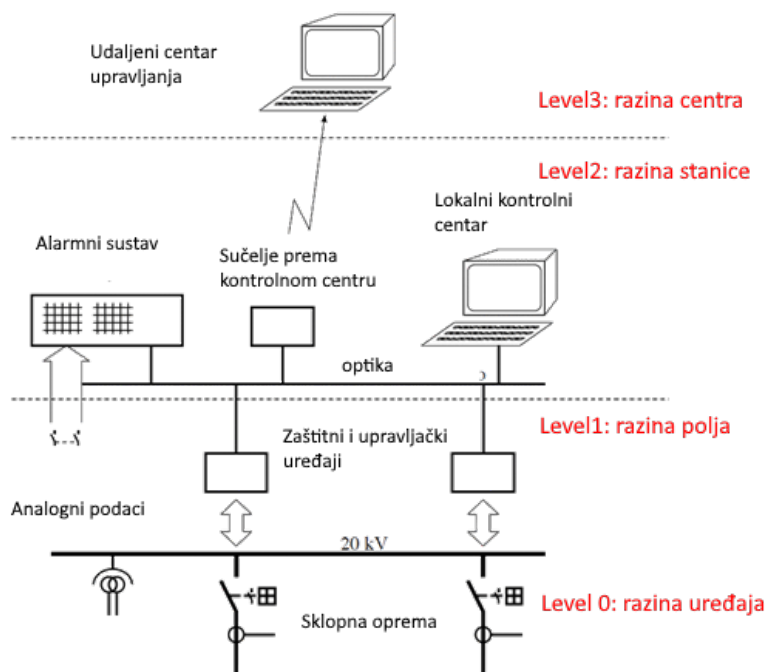 Udaljeni centar
upravljanja
Level3: razina centra
Level2: razina stanice
Lokalni kontrolni
centar
Alarmni sustav
Sučelje prema
kontrolnom centru
optika
Level1: razina polja
Zaštitni i upravljački
uređaji
Analogni podaci
20 kV
Level 0: razina uređaja
Sklopna oprema